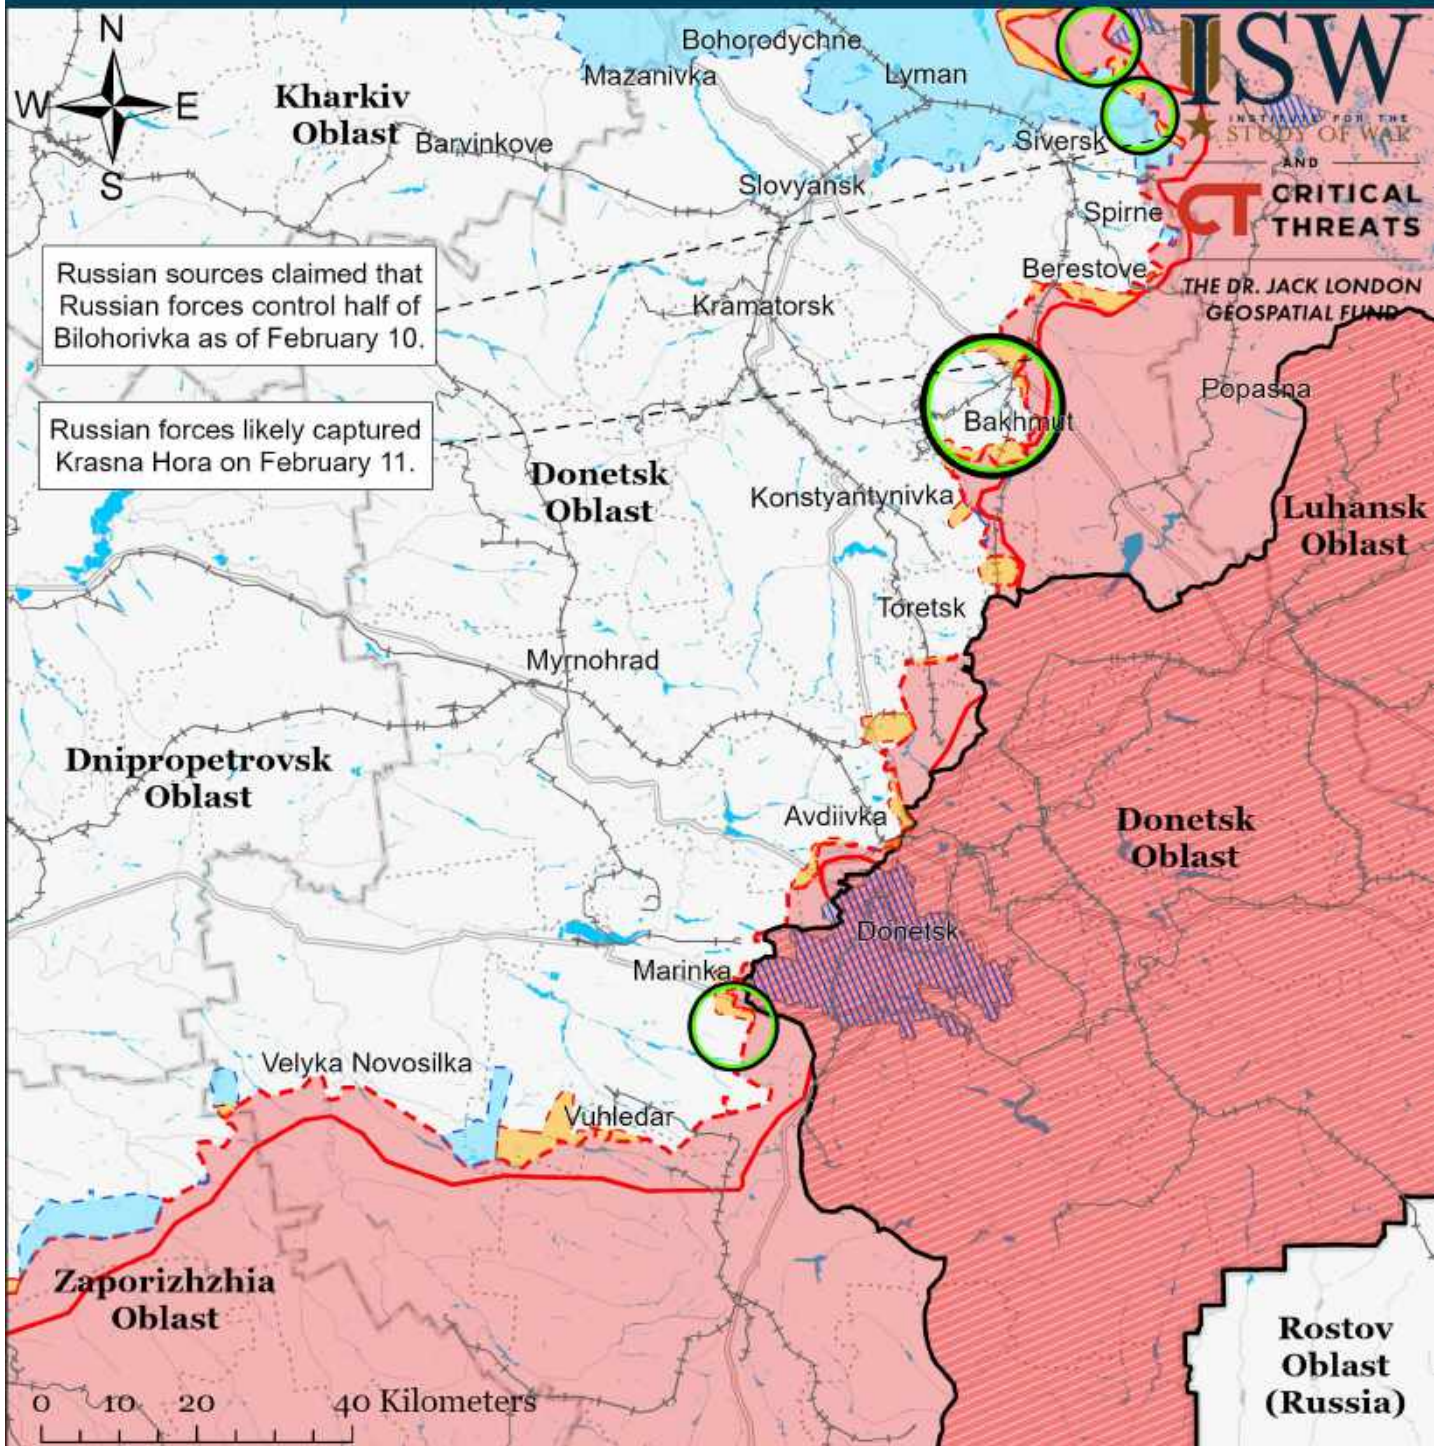 N
W
E
S
Kharkiv
Oblast
Bohorodychne
Mazanivka
Lyman
Barvinkove
Siversk
Slovyansk
Spirne
Berestove
Kramatorsk
ISW
INSTITUTE FOR THE
STUDY OF WAR
AND
CT CRITICAL
THREATS
THE DR. JACK LONDON
GEOSPATIAL FUND
Russian sources claimed that
Russian forces control half of
Bilohorivka as of February 10.
Russian forces likely captured
Krasna Hora on February 11.
Popasna
Bakhmut
Donetsk
Oblast
Konstyantynivka
Luhansk
Oblast
Toretsk
Myrnohrad
Dnipropetrovsk
Oblast
Avdiivka
Donetsk
Oblast
Donetsk
Marinka
Velyka Novosilka
Vuhledar
Zaporizhzhia
Oblast
Rostov
Oblast
(Russia)
0 10 20 40 Kilometers